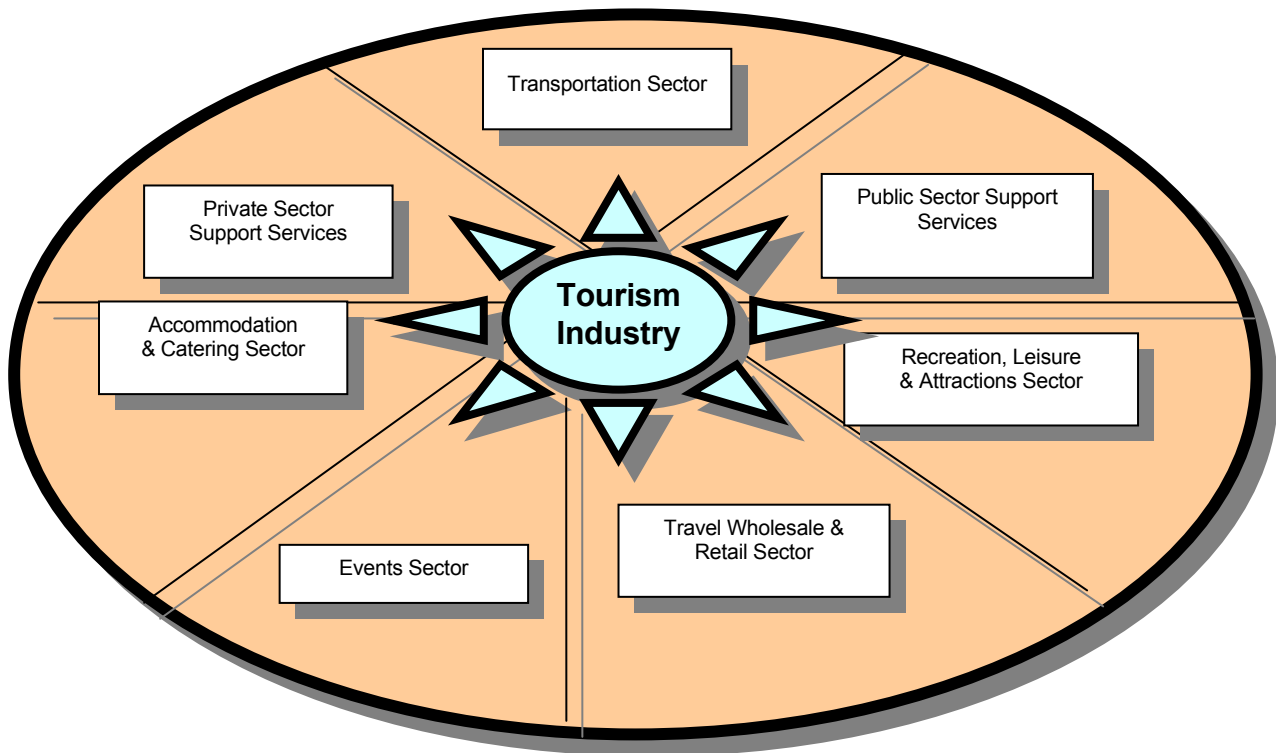 Transportation Sector
Private Sector
Support Services
Public Sector Support
Services
Tourism
Industry
Accommodation
& Catering Sector
Recreation, Leisure
& Attractions Sector
Travel Wholesale &
Retail Sector
Events Sector